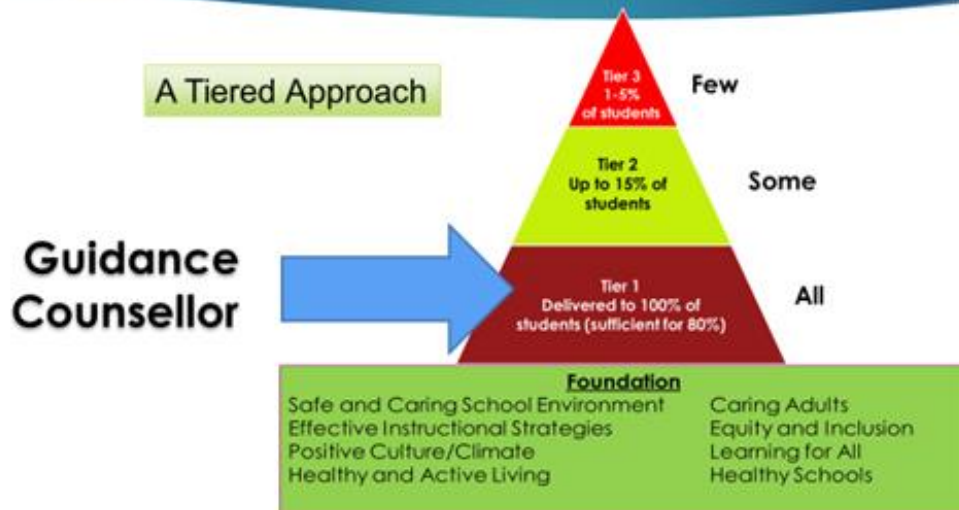 A Tiered Approach
Tier 3
1-5%
of students
Few
Tier 2
Up to 15% of
students
Some
Guidance
Counsellor
Tier 1
Delivered to 100% of
students (sufficient for 80%)
All
Foundation
Safe and Caring School Environment
Effective Instructional Strategies
Positive Culture/Climate
Healthy and Active Living
Caring Adults
Equity and Inclusion
Learning for All
Healthy Schools